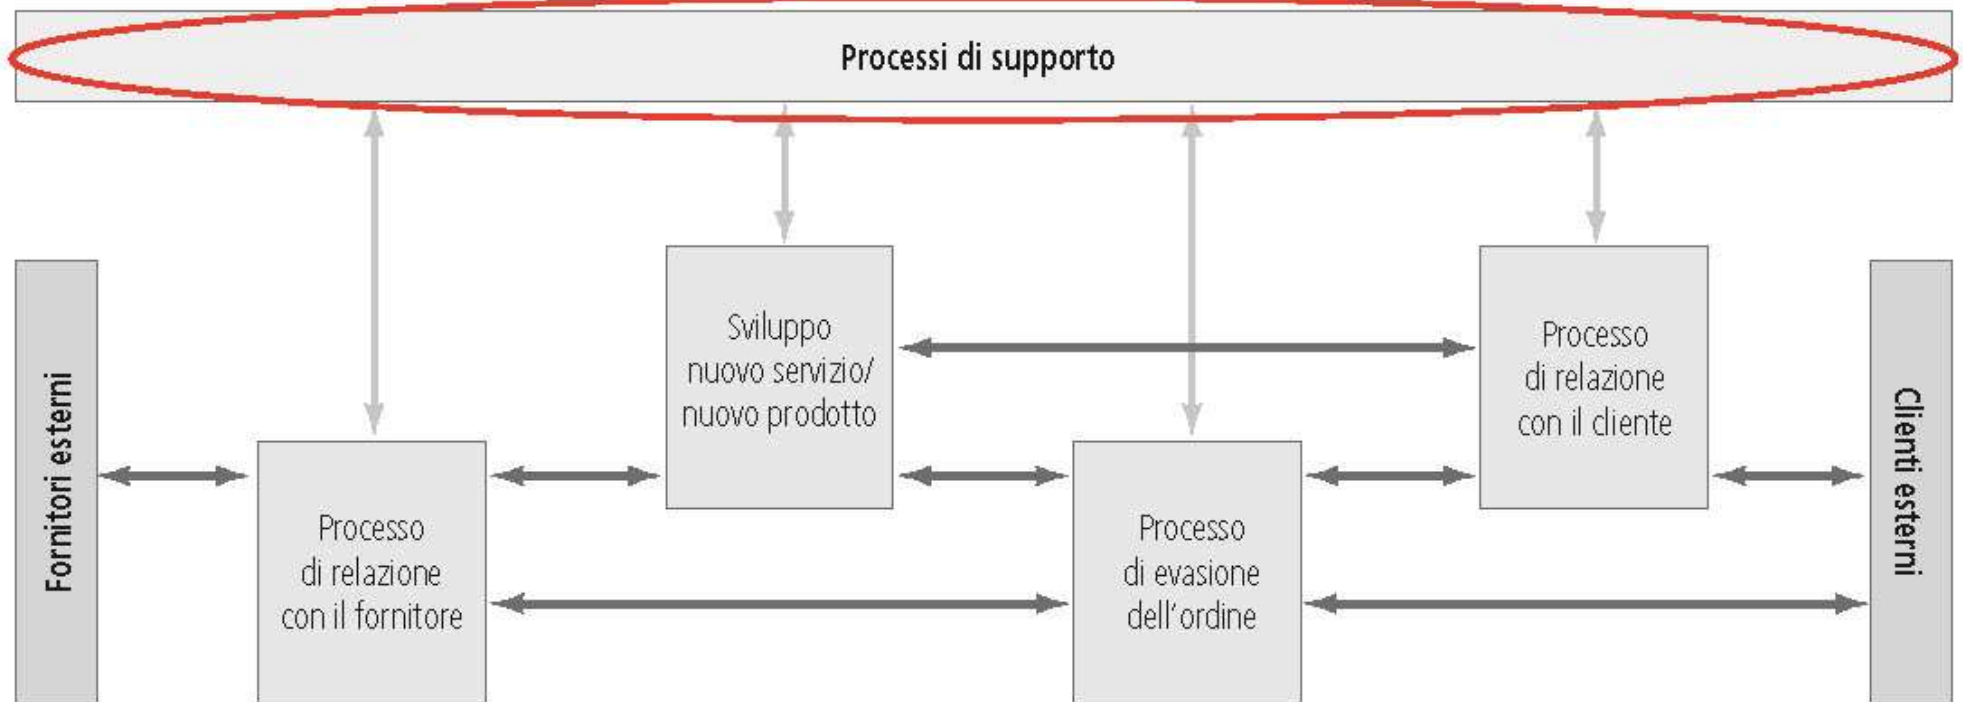 Processi di supporto
Fornitori esterni
Processo
di relazione
con il fornitore
Sviluppo
nuovo servizio/
nuovo prodotto
Processo
di evasione
dell'ordine
Processo
di relazione
con il cliente
Clienti esterni